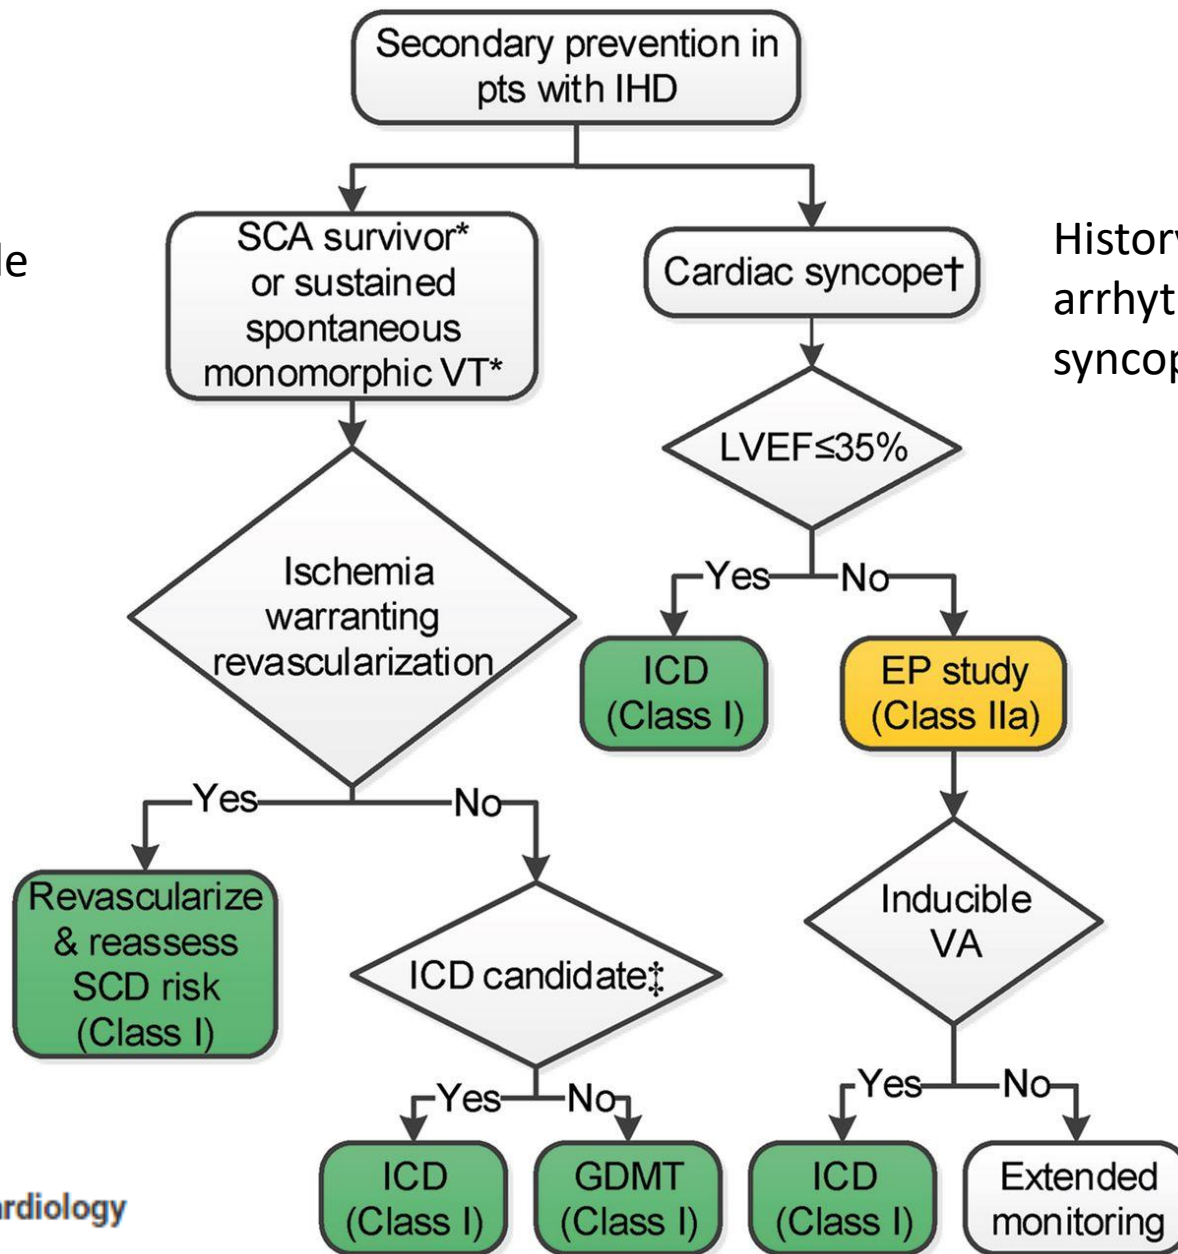 Secondary prevention in
pts with IHD
SCA survivor*
or sustained
spontaneous
monomorphic VT*
Cardiac syncope†
LVEF≤35%
Ischemia
warranting
revascularization
Yes
No
ICD
(Class I)
EP study
(Class IIa)
Yes
No
Revascularize
& reassess
SCD risk
(Class I)
ICD candidate‡
Inducible
VA
Yes
No
Yes
No
ICD
(Class I)
GDMT
(Class I)
ICD
(Class I)
Extended
monitoring